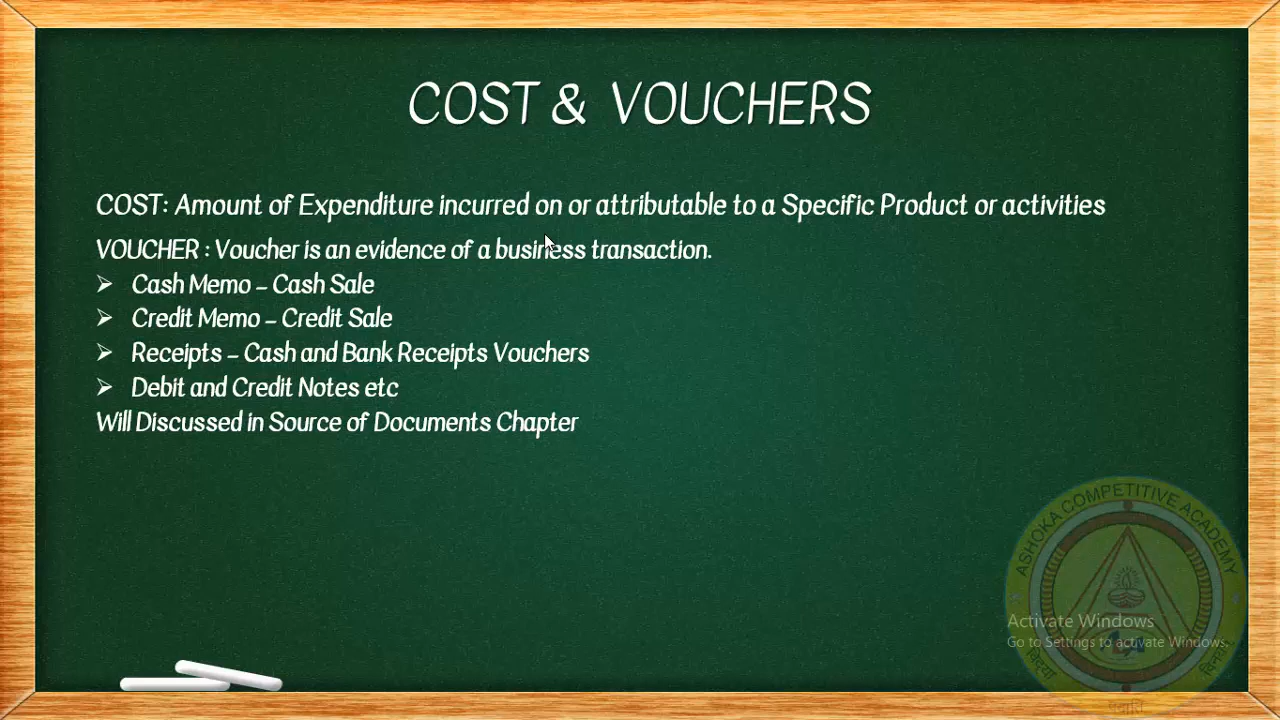 COST & VOUCHERS
COST: Amount of Expenditure incurred on or attributable to a Specific Product or activities
VOUCHER : Voucher is an evidence of a business transaction.
➢ Cash Memo – Cash Sale
➢ Credit Memo – Credit Sale
➢ Receipts – Cash and Bank Receipts Vouchers
➢ Debit and Credit Notes etc
Will Discussed in Source of Documents Chapter
ASHOKA COMPETITIVE ACADEMY
Activate Windows
Go to Settings to activate Windows.